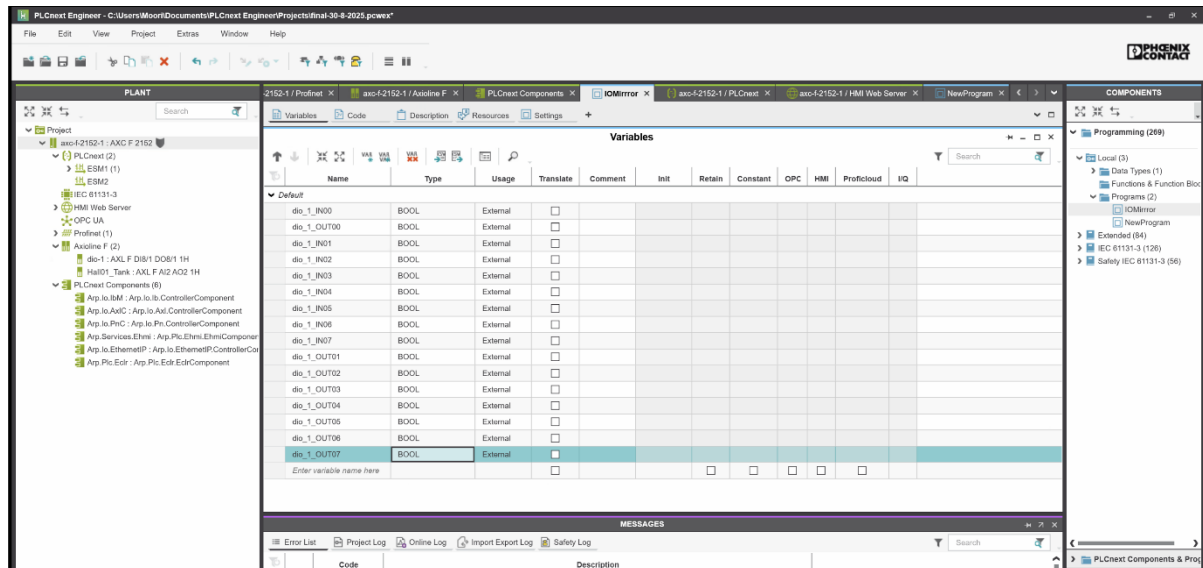 PLCnext Engineer - C:\Users\Moori\Documents\PLCnext Engineer\Projects\final-30-8-2025.pcwex*
File Edit View Project Extras Window Help
PHŒNIX
CONTACT
PLANT
Search
Project
axc-f-2152-1 : AXC F 2152
PLCnext (2)
ESM1 (1)
ESM2
IEC 61131-3
HMI Web Server
OPC UA
Profinet (1)
Axioline F (2)
dio-1 : AXL F DI8/1 DO8/1 1H
Hall01_Tank : AXL F AI2 AO2 1H
PLCnext Components (6)
Arp.Io.IbM : Arp.Io.Ib.ControllerComponent
Arp.Io.AxlC : Arp.Io.Axl.ControllerComponent
Arp.Io.PnC : Arp.Io.Pn.ControllerComponent
Arp.Services.Ehmi : Arp.Plc.Ehmi.EhmiComponen
Arp.Io.EthernetIP : Arp.Io.EthernetIP.ControllerCor
Arp.Plc.Eclr : Arp.Plc.Eclr.EclrComponent
-2152-1 / Profinet axc-f-2152-1 / Axioline F PLCnext Components IOMirrror axc-f-2152-1 / PLCnext axc-f-2152-1 / HMI Web Server NewProgram
Variables Code Description Resources Settings +
Variables
Search
Name Type Usage Translate Comment Init Retain Constant OPC HMI Proficloud I/Q
Default
dio_1_IN00 BOOL External
dio_1_OUT00 BOOL External
dio_1_IN01 BOOL External
dio_1_IN02 BOOL External
dio_1_IN03 BOOL External
dio_1_IN04 BOOL External
dio_1_IN05 BOOL External
dio_1_IN06 BOOL External
dio_1_IN07 BOOL External
dio_1_OUT01 BOOL External
dio_1_OUT02 BOOL External
dio_1_OUT03 BOOL External
dio_1_OUT04 BOOL External
dio_1_OUT05 BOOL External
dio_1_OUT06 BOOL External
dio_1_OUT07 BOOL External
Enter variable name here
MESSAGES
Error List Project Log Online Log Import Export Log Safety Log
Search
Code Description
COMPONENTS
Search
Programming (269)
Local (3)
Data Types (1)
Functions & Function Bloc
Programs (2)
IOMirrror
NewProgram
Extended (84)
IEC 61131-3 (126)
Safety IEC 61131-3 (56)
PLCnext Components & Prog